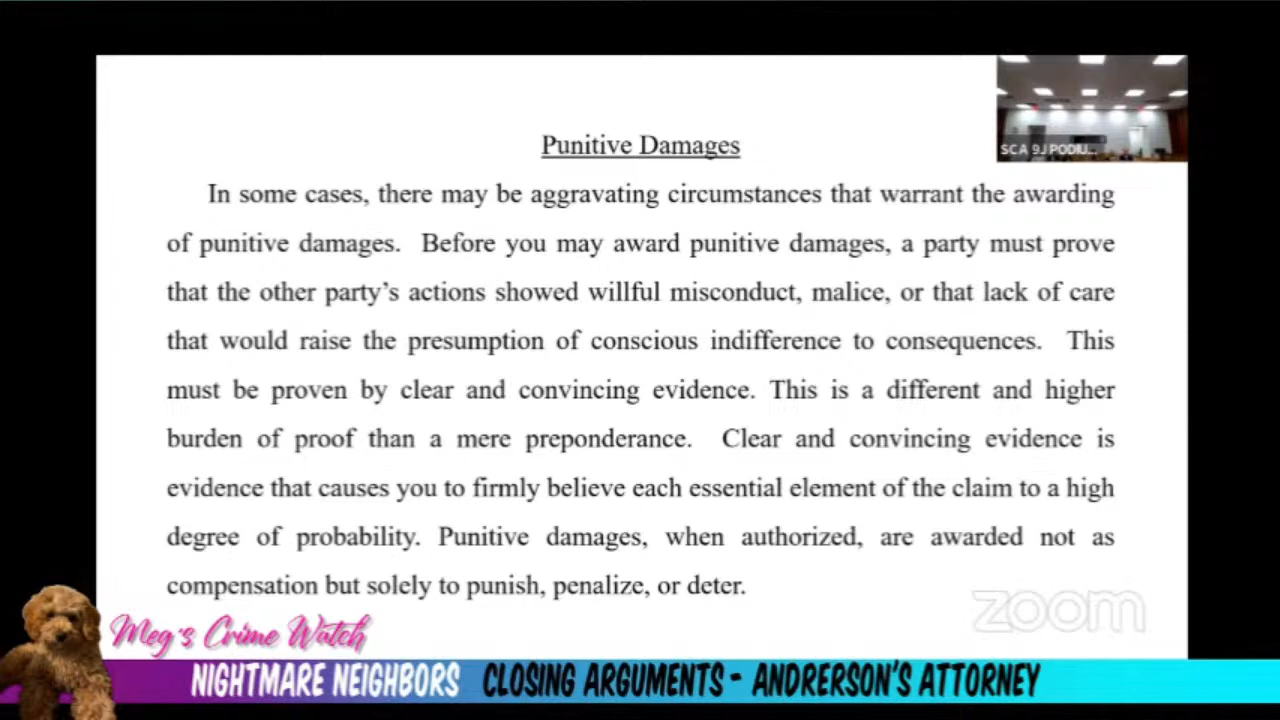 SCA 9J PODIU...
Punitive Damages
In some cases, there may be aggravating circumstances that warrant the awarding
of punitive damages. Before you may award punitive damages, a party must prove
that the other party's actions showed willful misconduct, malice, or that lack of care
that would raise the presumption of conscious indifference to consequences. This
must be proven by clear and convincing evidence. This is a different and higher
burden of proof than a mere preponderance. Clear and convincing evidence is
evidence that causes you to firmly believe each essential element of the claim to a high
degree of probability. Punitive damages, when authorized, are awarded not as
compensation but solely to punish, penalize, or deter.
zoom
Meg's Crime Watch
NIGHTMARE NEIGHBORS CLOSING ARGUMENTS - ANDRERSON'S ATTORNEY